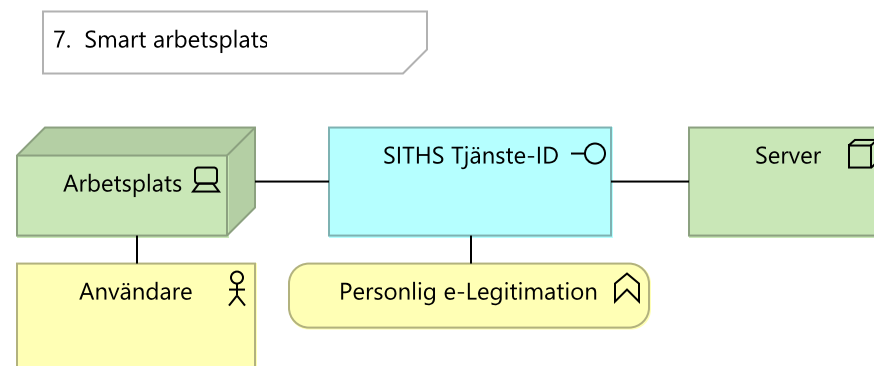 7. Smart arbetsplats
Arbetsplats
SITHS Tjänste-ID
Server
Användare
Personlig e-Legitimation